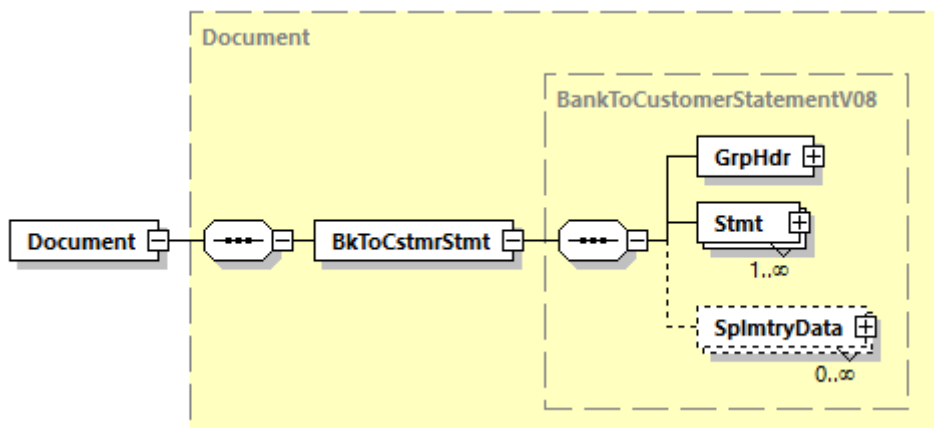 Document
BankToCustomerStatementV08
GrpHdr
Document
BkToCstmrStmt
Stmt
1..∞
SplmtryData
0..∞